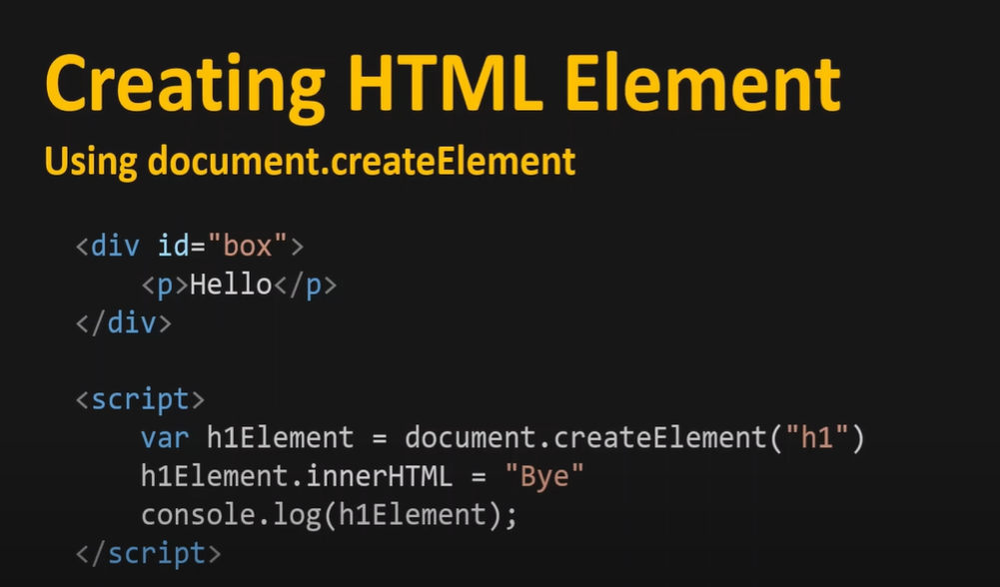 Creating HTML Element
Using document.createElement
<div id="box">
    <p>Hello</p>
</div>
<script>
    var h1Element = document.createElement("h1")
    h1Element.innerHTML = "Bye"
    console.log(h1Element);
</script>